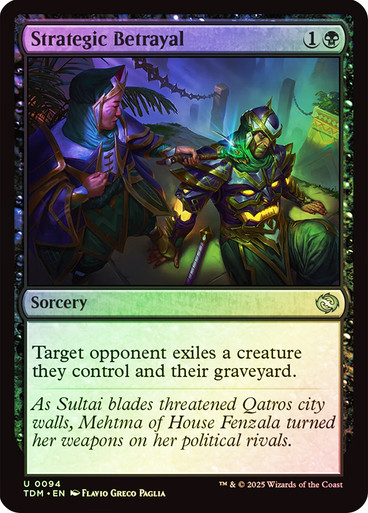 Strategic Betrayal 1
Sorcery
Target opponent exiles a creature
they control and their graveyard.
As Sultai blades threatened Qatros city
walls, Mehtma of House Fenzala turned
her weapons on her political rivals.
U 0094
TDM • EN Flavio Greco Paglia
™ & © 2025 Wizards of the Coast